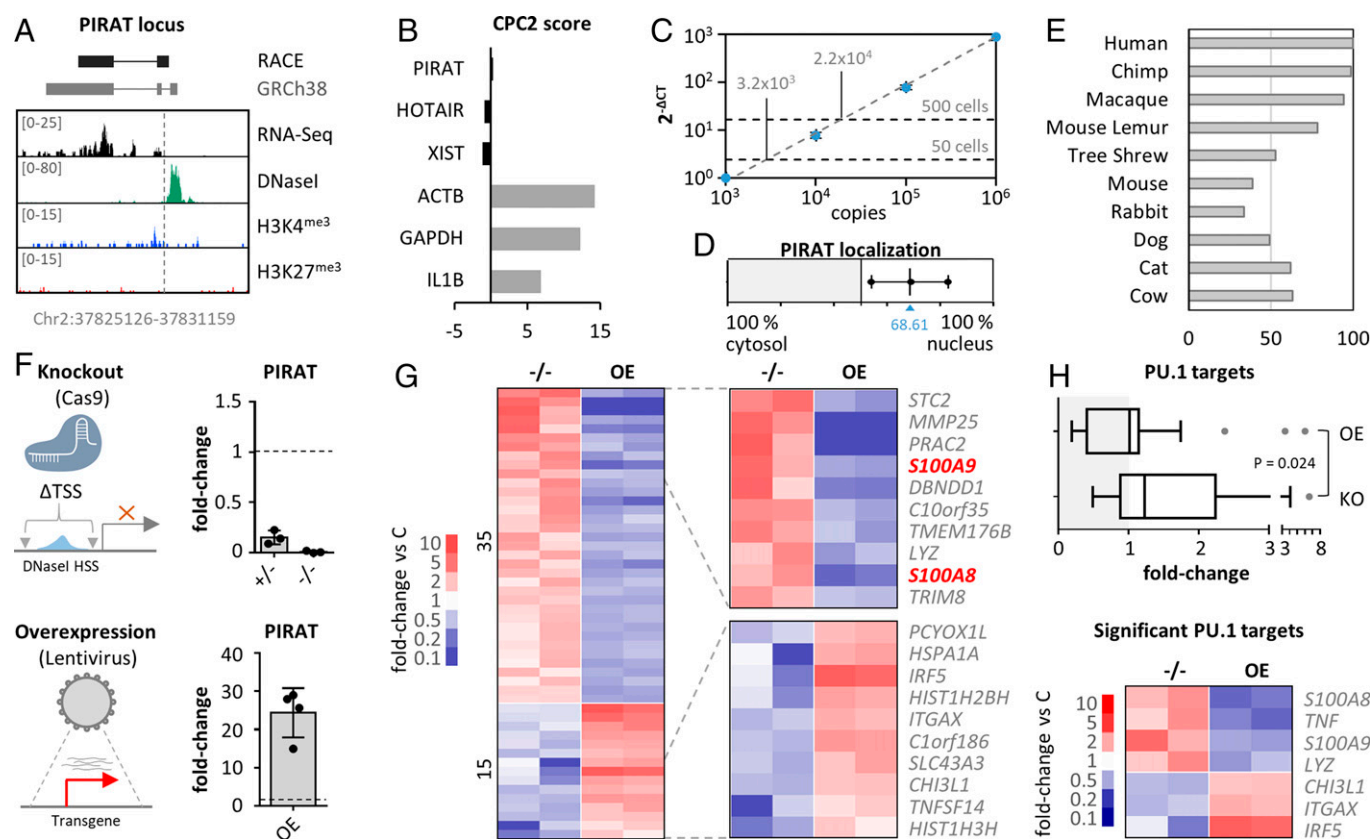 A
PIRAT locus
RACE
GRCh38
[0-25]
RNA-Seq
[0-80]
DNaseI
[0-15]
H3K4me3
[0-15]
H3K27me3
Chr2:37825126-37831159
B
CPC2 score
PIRAT
HOTAIR
XIST
ACTB
GAPDH
IL1B
-5 5 15
C
2-ΔCT
10³
10²
10¹
10⁰
3.2x10³
2.2x10⁴
500 cells
50 cells
10³ 10⁴ 10⁵ 10⁶
copies
D
PIRAT localization
68.61
100 % 100 %
cytosol nucleus
E
Human
Chimp
Macaque
Mouse Lemur
Tree Shrew
Mouse
Rabbit
Dog
Cat
Cow
0 50 100
F
Knockout
(Cas9)
ΔTSS
DNaseI HSS
PIRAT
fold-change
1.5
1
0.5
0
+/- -/-
Overexpression
(Lentivirus)
Transgene
PIRAT
fold-change
40
30
20
10
0
OE
G
-/- OE
35
15
fold-change vs C
10
5
2
1
0.5
0.2
0.1
-/- OE
STC2
MMP25
PRAC2
S100A9
DBNDD1
C10orf35
TMEM176B
LYZ
S100A8
TRIM8
PCYOX1L
HSPA1A
IRF5
HIST1H2BH
ITGAX
C1orf186
SLC43A3
CHI3L1
TNFSF14
HIST1H3H
H
PU.1 targets
OE
P = 0.024
KO
0 1 2 3 3 8
fold-change
Significant PU.1 targets
-/- OE
fold-change vs C
10
5
2
1
0.5
0.2
0.1
S100A8
TNF
S100A9
LYZ
CHI3L1
ITGAX
IRF5